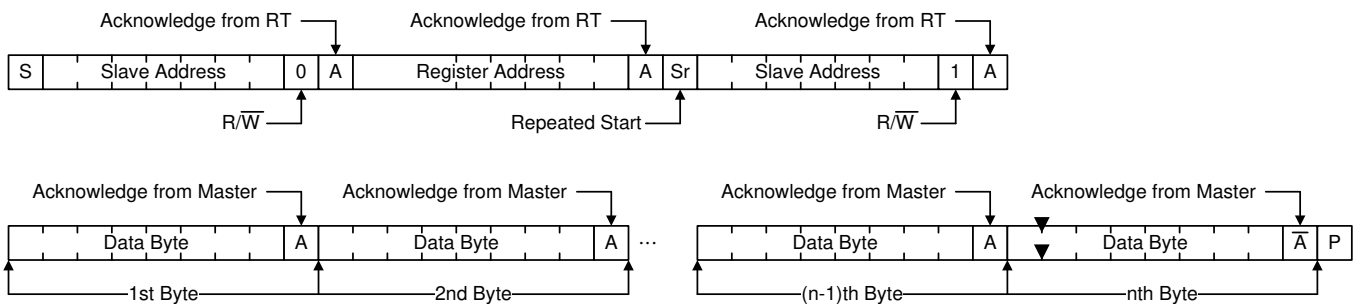 Acknowledge from RT Acknowledge from RT Acknowledge from RT
S Slave Address 0 A Register Address A Sr Slave Address 1 A
R/W̅ Repeated Start R/W̅
Acknowledge from Master Acknowledge from Master Acknowledge from Master Acknowledge from Master
Data Byte A Data Byte A ... Data Byte A Data Byte A̅ P
1st Byte 2nd Byte (n-1)th Byte nth Byte